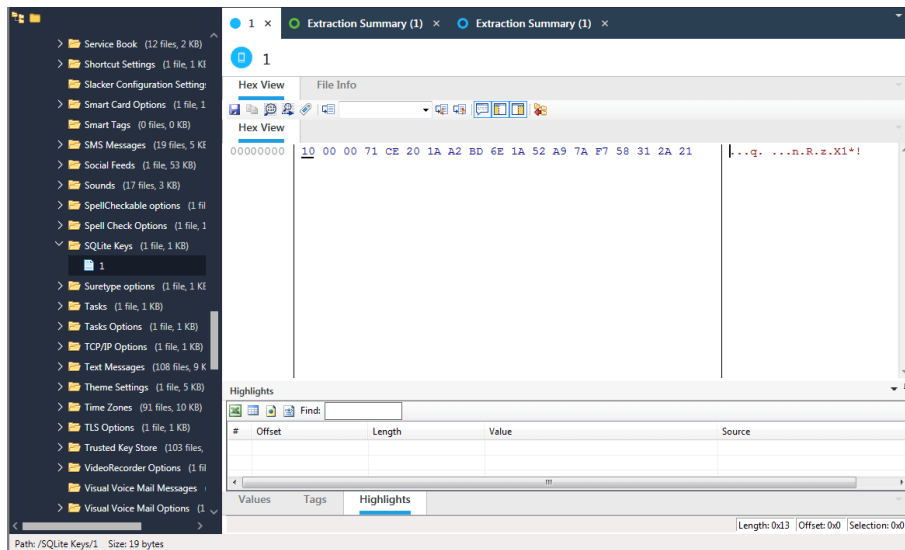 Service Book (12 files, 2 KB)
Shortcut Settings (1 file, 1 KE
Slacker Configuration Setting:
Smart Card Options (1 file, 1
Smart Tags (0 files, 0 KB)
SMS Messages (19 files, 5 KE
Social Feeds (1 file, 53 KB)
Sounds (17 files, 3 KB)
SpellCheckable options (1 fil
Spell Check Options (1 file, 1
SQLite Keys (1 file, 1 KB)
1
Suretype options (1 file, 1 KE
Tasks (1 file, 1 KB)
Tasks Options (1 file, 1 KB)
TCP/IP Options (1 file, 1 KB)
Text Messages (108 files, 9 K
Theme Settings (1 file, 5 KB)
Time Zones (91 files, 10 KB)
TLS Options (1 file, 1 KB)
Trusted Key Store (103 files,
VideoRecorder Options (1 fil
Visual Voice Mail Messages
Visual Voice Mail Options (1
1 × Extraction Summary (1) × Extraction Summary (1) ×
1
Hex View File Info
Hex View
00000000 10 00 00 71 CE 20 1A A2 BD 6E 1A 52 A9 7A F7 58 31 2A 21 ...q. ...n.R.z.X1*!
Highlights
Find:
# Offset Length Value Source
Values Tags Highlights
Length: 0x13 Offset: 0x0 Selection: 0x0
Path: /SQLite Keys/1 Size: 19 bytes